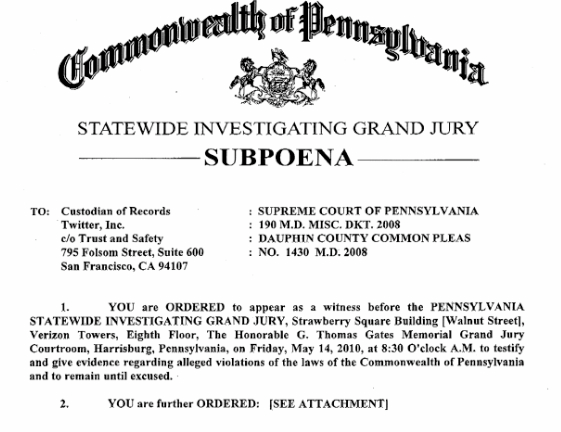 Commonwealth of Pennsylvania
STATEWIDE INVESTIGATING GRAND JURY
SUBPOENA
TO: Custodian of Records : SUPREME COURT OF PENNSYLVANIA
Twitter, Inc. : 190 M.D. MISC. DKT. 2008
c/o Trust and Safety : DAUPHIN COUNTY COMMON PLEAS
795 Folsom Street, Suite 600 : NO. 1430 M.D. 2008
San Francisco, CA 94107
1. YOU are ORDERED to appear as a witness before the PENNSYLVANIA
STATEWIDE INVESTIGATING GRAND JURY, Strawberry Square Building [Walnut Street],
Verizon Towers, Eighth Floor, The Honorable G. Thomas Gates Memorial Grand Jury
Courtroom, Harrisburg, Pennsylvania, on Friday, May 14, 2010, at 8:30 O'clock A.M. to testify
and give evidence regarding alleged violations of the laws of the Commonwealth of Pennsylvania
and to remain until excused.
2. YOU are further ORDERED: [SEE ATTACHMENT]